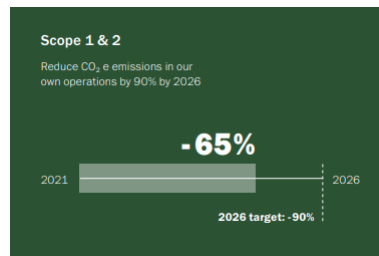 Scope 1 & 2
Reduce CO₂ e emissions in our
own operations by 90% by 2026
-65%
2021
2026
2026 target: -90%